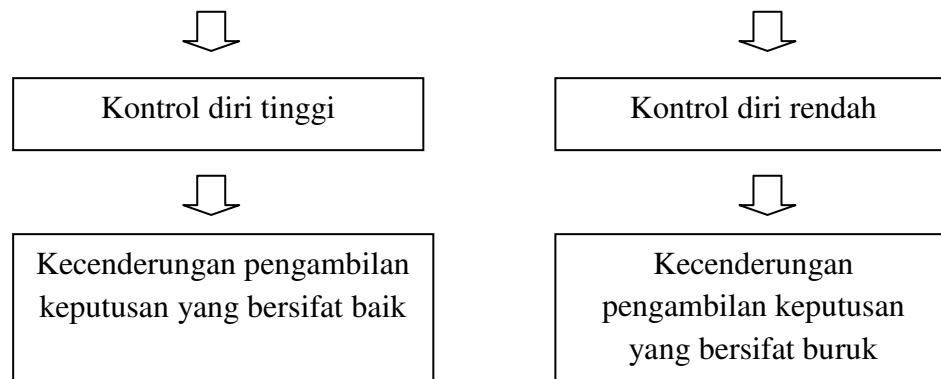 Kontrol diri tinggi
Kontrol diri rendah
Kecenderungan pengambilan
keputusan yang bersifat baik
Kecenderungan
pengambilan keputusan
yang bersifat buruk